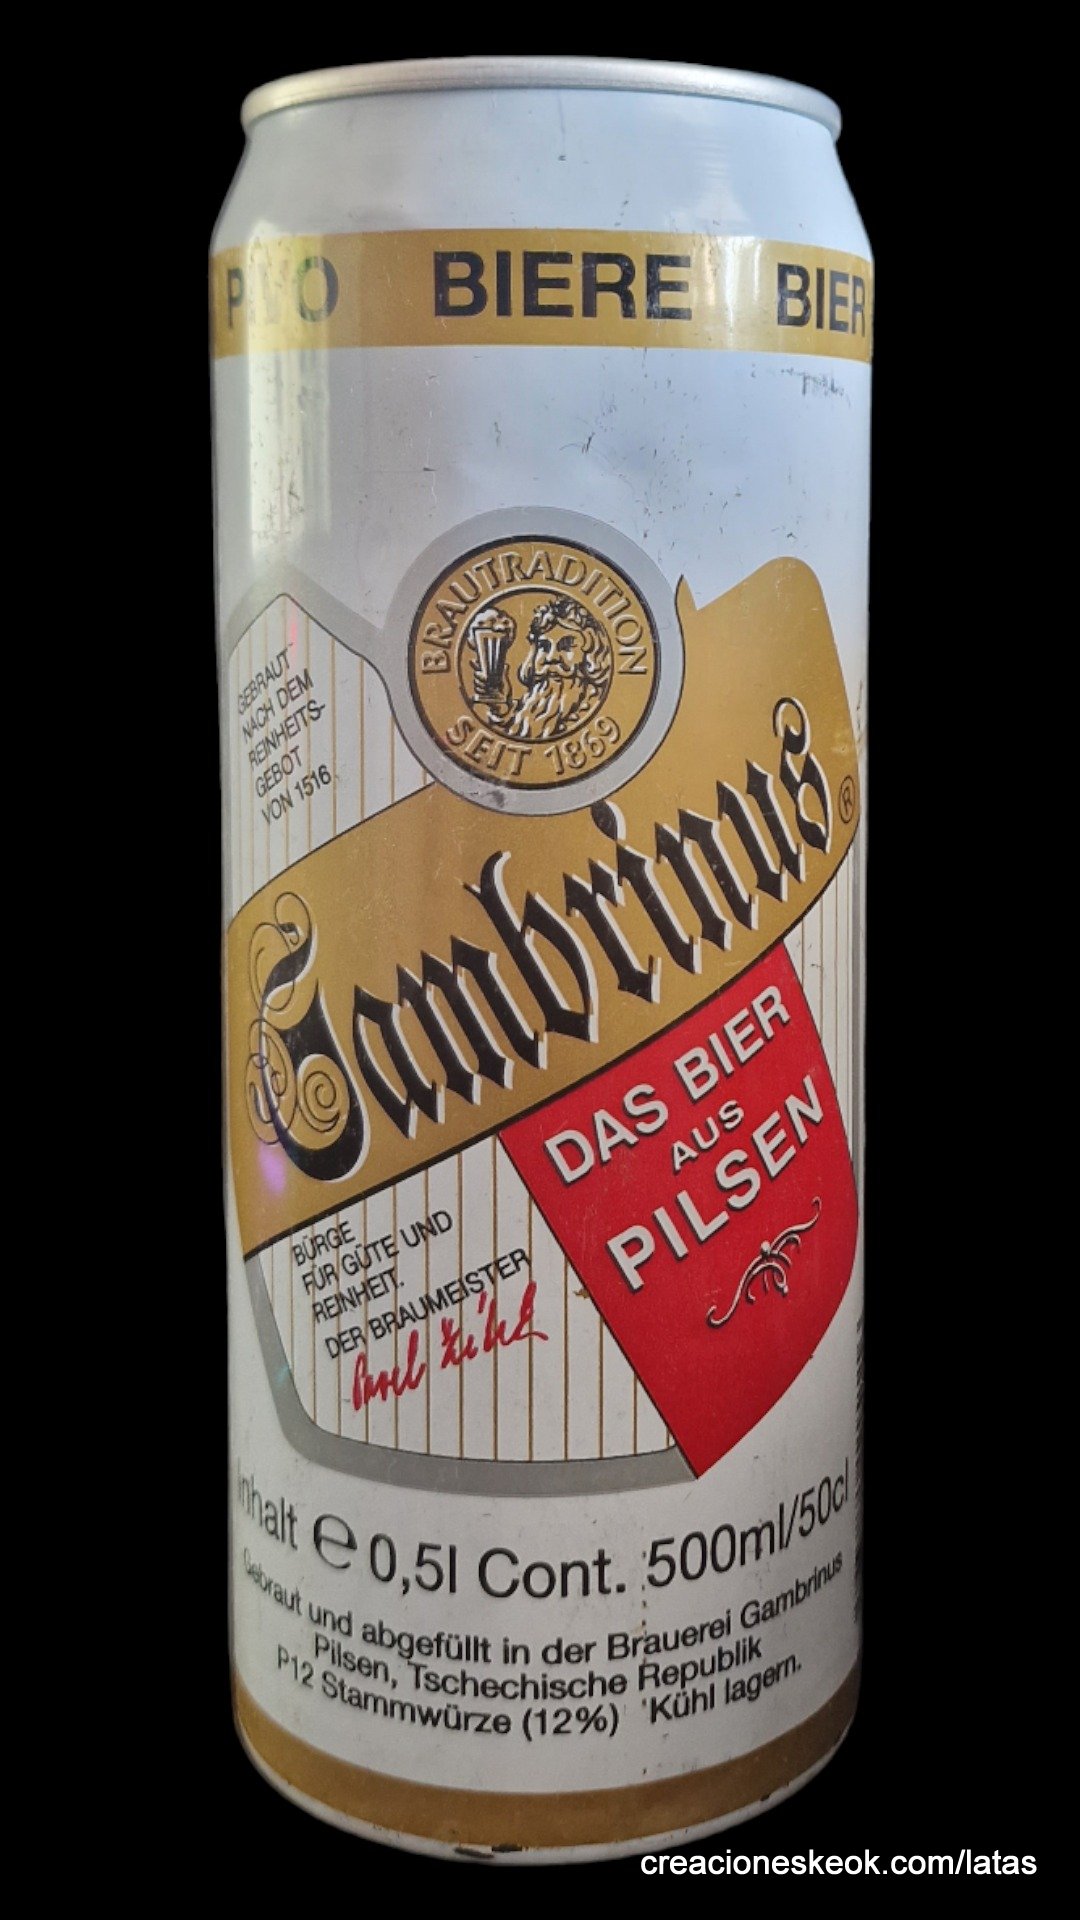 PIVO BIERE BIER
BRAUTRADITION
SEIT 1869
GEBRAUT
NACH DEM
REINHEITS-
GEBOT
VON 1516
Gambrinus®
DAS BIER
AUS
PILSEN
BÜRGE
FÜR GÜTE UND
REINHEIT.
DER BRAUMEISTER
Inhalt ℮ 0,5l Cont. 500ml/50cl
Gebraut und abgefüllt in der Brauerei Gambrinus
Pilsen, Tschechische Republik
P12 Stammwürze (12%) Kühl lagern.
creacioneskeok.com/latas